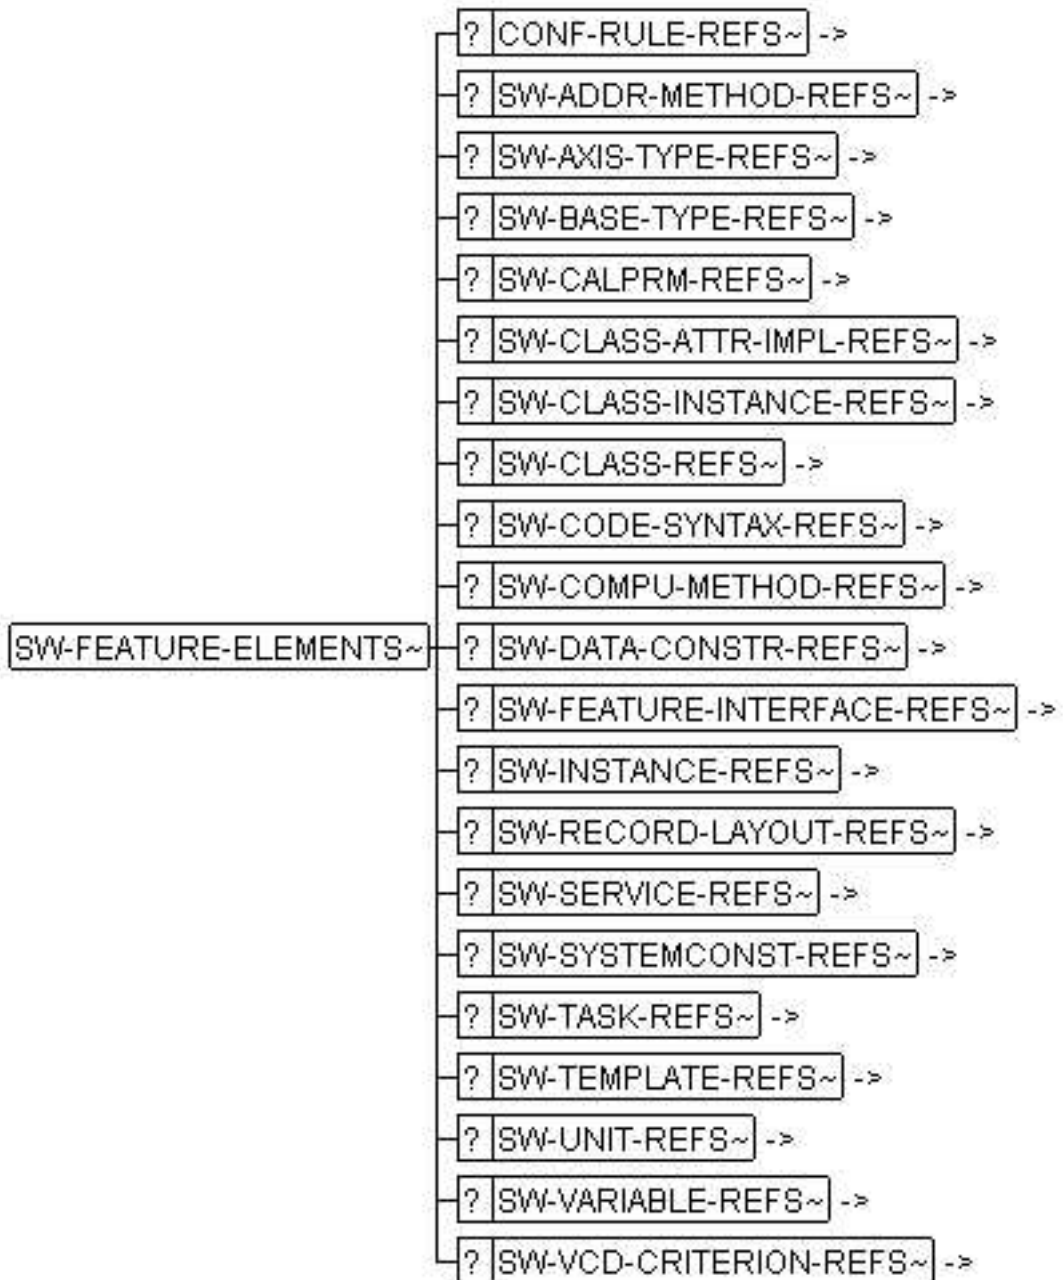 ? CONF-RULE-REFS~ ->
? SW-ADDR-METHOD-REFS~ ->
? SW-AXIS-TYPE-REFS~ ->
? SW-BASE-TYPE-REFS~ ->
? SW-CALPRM-REFS~ ->
? SW-CLASS-ATTR-IMPL-REFS~ ->
? SW-CLASS-INSTANCE-REFS~ ->
? SW-CLASS-REFS~ ->
? SW-CODE-SYNTAX-REFS~ ->
? SW-COMPU-METHOD-REFS~ ->
SW-FEATURE-ELEMENTS~ ? SW-DATA-CONSTR-REFS~ ->
? SW-FEATURE-INTERFACE-REFS~ ->
? SW-INSTANCE-REFS~ ->
? SW-RECORD-LAYOUT-REFS~ ->
? SW-SERVICE-REFS~ ->
? SW-SYSTEMCONST-REFS~ ->
? SW-TASK-REFS~ ->
? SW-TEMPLATE-REFS~ ->
? SW-UNIT-REFS~ ->
? SW-VARIABLE-REFS~ ->
? SW-VCD-CRITERION-REFS~ ->